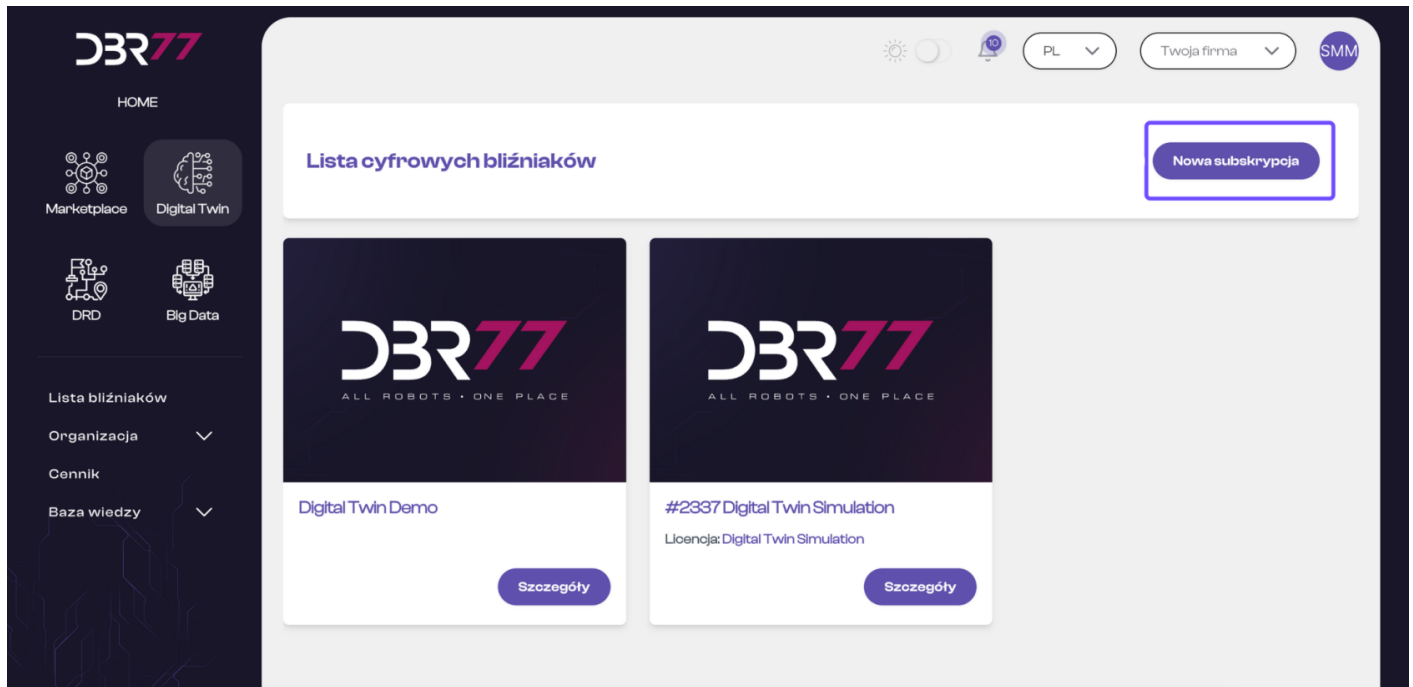 DBR77
HOME
Marketplace
Digital Twin
DRD
Big Data
Lista bliźniaków
Organizacja
Cennik
Baza wiedzy
10
PL
Twoja firma
SMM
Lista cyfrowych bliźniaków
Nowa subskrypcja
DBR77
ALL ROBOTS • ONE PLACE
Digital Twin Demo
Szczegóły
DBR77
ALL ROBOTS • ONE PLACE
#2337 Digital Twin Simulation
Licencja: Digital Twin Simulation
Szczegóły